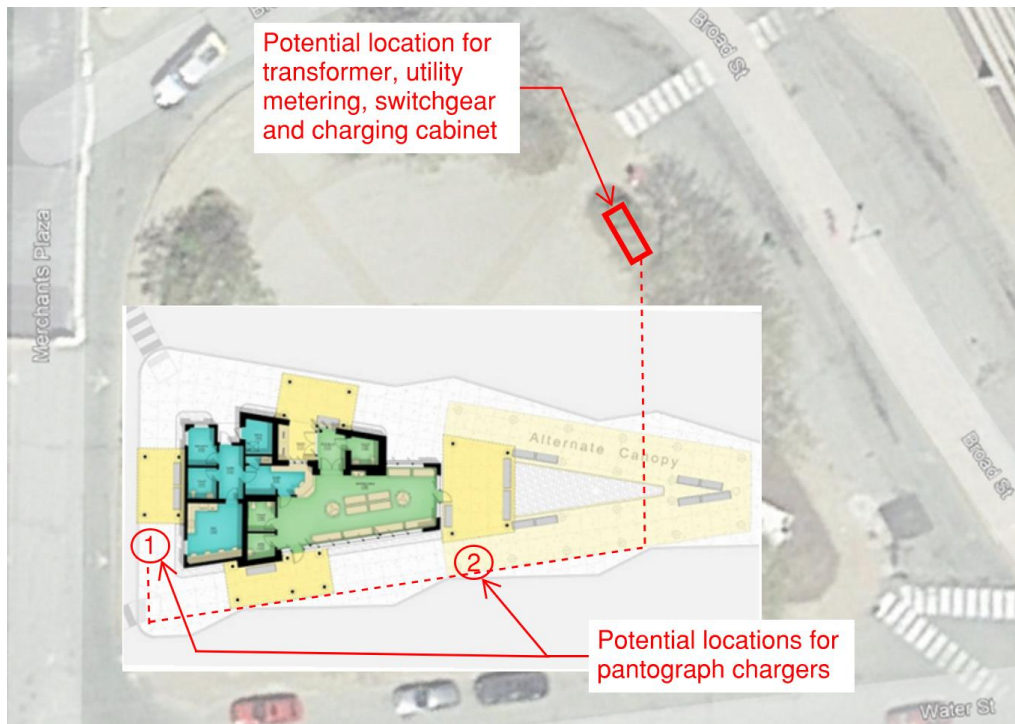 Broad St
Potential location for
transformer, utility
metering, switchgear
and charging cabinet
Merchants Plaza
Alternate Canopy
Broad St
1
2
Potential locations for
pantograph chargers
Water St